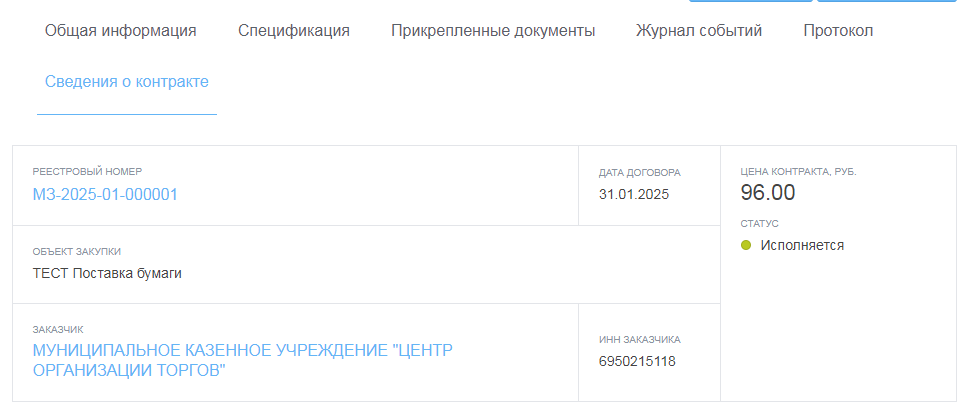 Общая информация Спецификация Прикрепленные документы Журнал событий Протокол
Сведения о контракте
РЕЕСТРОВЫЙ НОМЕР
МЗ-2025-01-000001
ДАТА ДОГОВОРА
31.01.2025
ЦЕНА КОНТРАКТА, РУБ.
96.00
СТАТУС
Исполняется
ОБЪЕКТ ЗАКУПКИ
ТЕСТ Поставка бумаги
ЗАКАЗЧИК
МУНИЦИПАЛЬНОЕ КАЗЕННОЕ УЧРЕЖДЕНИЕ "ЦЕНТР
ОРГАНИЗАЦИИ ТОРГОВ"
ИНН ЗАКАЗЧИКА
6950215118